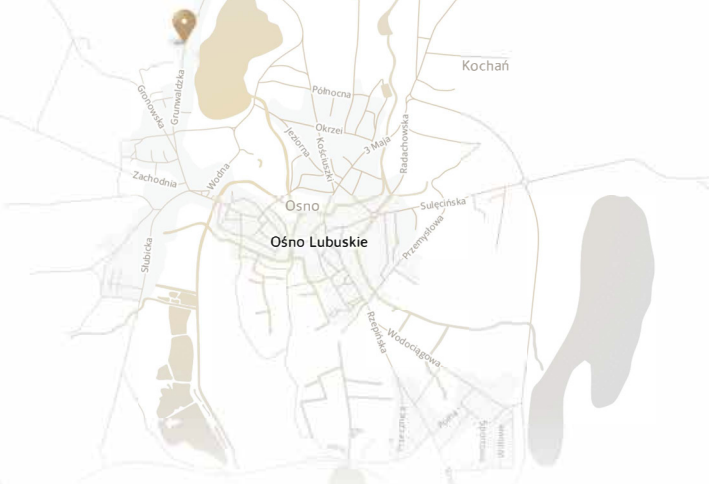 Kochań
Północna
Gronowska
Grunwaldzka
Okrzei
Jeziorna
Kościuszki
3 Maja
Radachowska
Zachodnia
Wodna
Osno
Sulęcińska
Ośno Lubuskie
Przemysłowa
Słubicka
Rzepińska
Wodociągowa
Polna
Sportowa